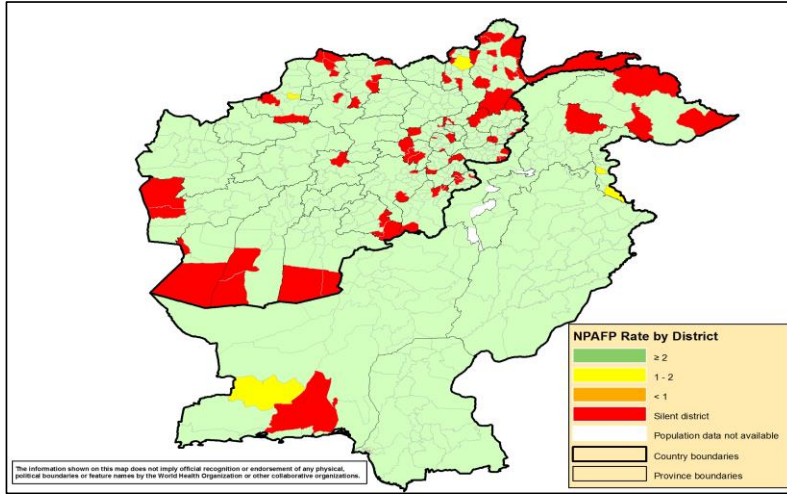 NPAFP Rate by District
≥ 2
1 - 2
< 1
Silent district
Population data not available
Country boundaries
Province boundaries
The information shown on this map does not imply official recognition or endorsement of any physical,
political boundaries or feature names by the World Health Organization or other collaborative organizations.